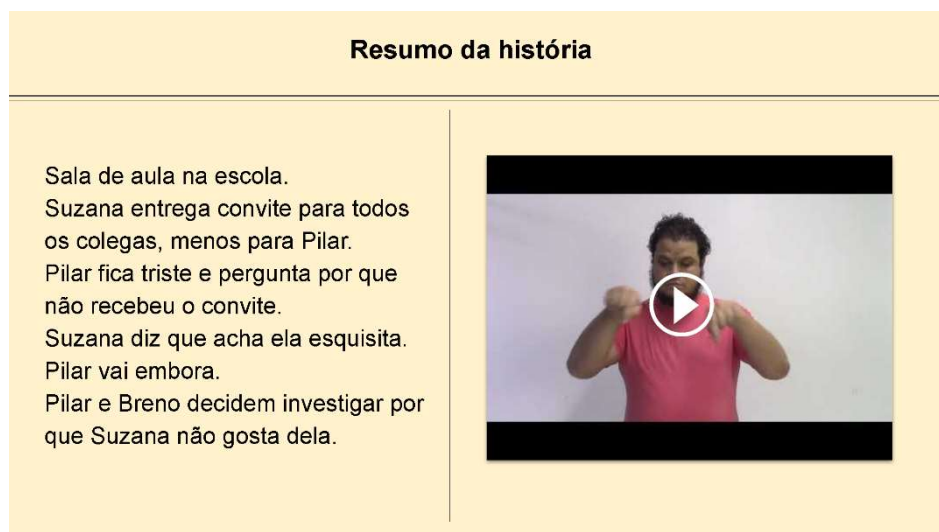 Resumo da história
Sala de aula na escola.
Suzana entrega convite para todos
os colegas, menos para Pilar.
Pilar fica triste e pergunta por que
não recebeu o convite.
Suzana diz que acha ela esquisita.
Pilar vai embora.
Pilar e Breno decidem investigar por
que Suzana não gosta dela.